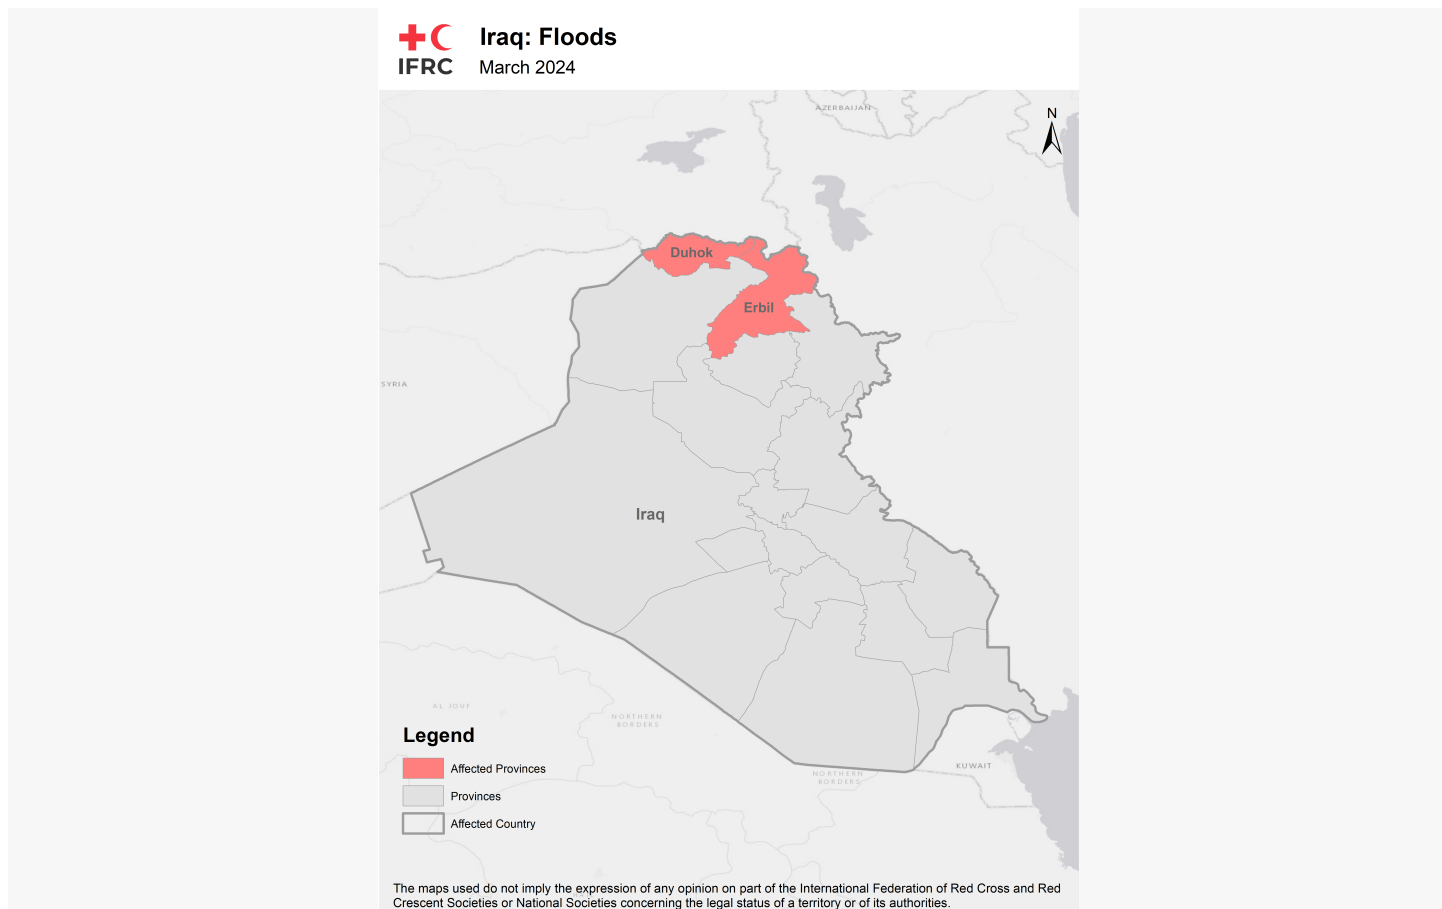 IFRC
Iraq: Floods
March 2024
AZERBAIJAN
N
Duhok
Erbil
SYRIA
Iraq
AL JOUF
NORTHERN
BORDERS
KUWAIT
NORTHERN
BORDERS
Legend
Affected Provinces
Provinces
Affected Country
The maps used do not imply the expression of any opinion on part of the International Federation of Red Cross and Red
Crescent Societies or National Societies concerning the legal status of a territory or of its authorities.